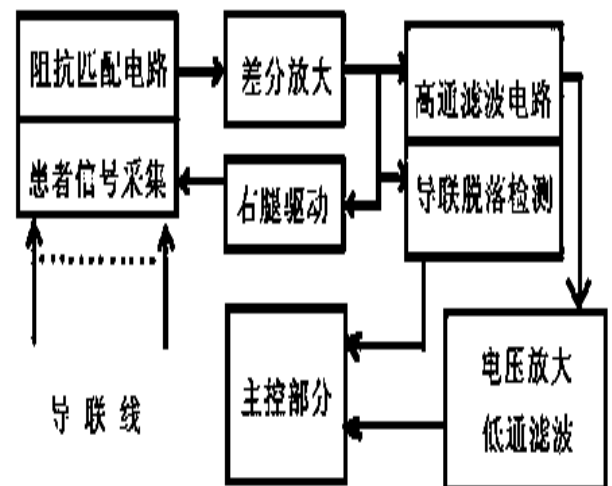 阻抗匹配电路
差分放大
高通滤波电路
患者信号采集
右腿驱动
导联脱落检测
主控部分
电压放大
低通滤波
导联线